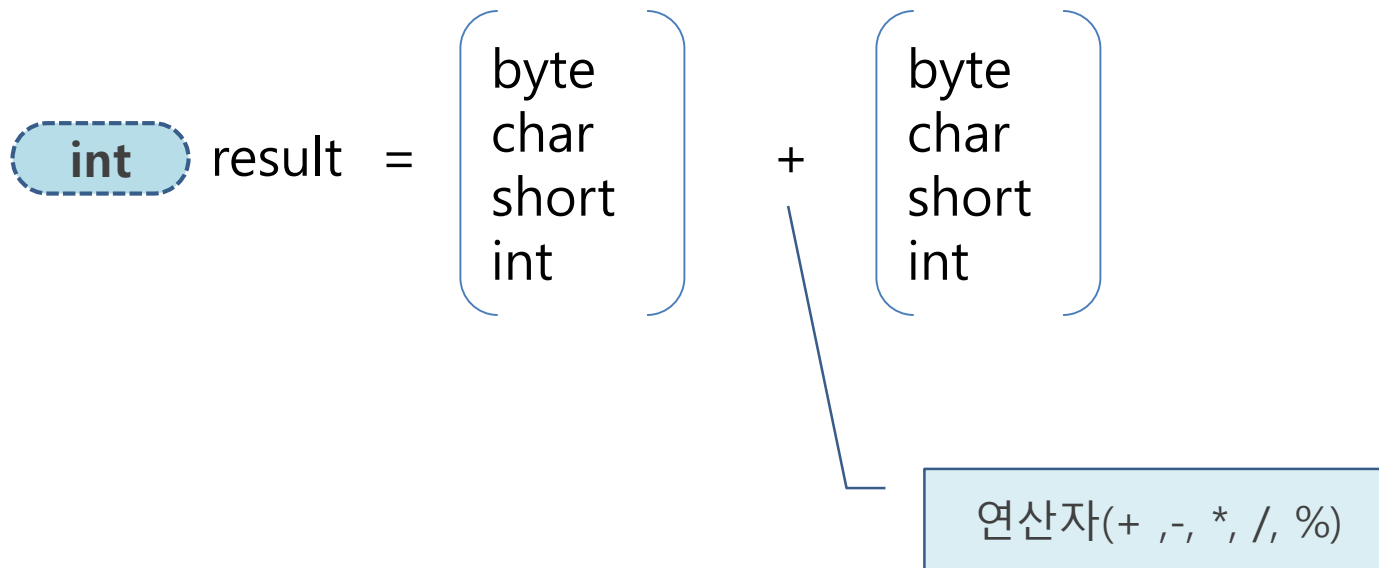 int result = byte + byte
char char
short short
int int
연산자(+ ,-, *, /, %)